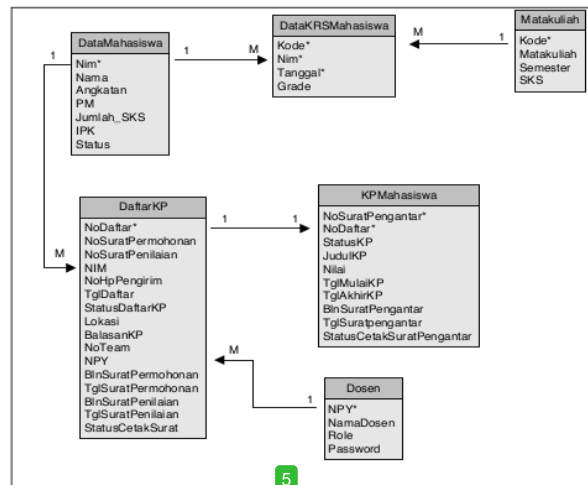 DataMahasiswa
Nim*
Nama
Angkatan
PM
Jumlah_SKS
IPK
Status
1
1
M
DataKRSMahasiswa
Kode*
Nim*
Tanggal*
Grade
M
1
Matakuliah
Kode*
Matakuliah
Semester
SKS
M
DaftarKP
NoDaftar*
NoSuratPermohonan
NoSuratPenilaian
NIM
NoHpPengirim
TglDaftar
StatusDaftarKP
Lokasi
BalasanKP
NoTeam
NPY
BlnSuratPermohonan
TglSuratPermohonan
BlnSuratPenilaian
TglSuratPenilaian
StatusCetakSurat
1
1
KPMahasiswa
NoSuratPengantar*
NoDaftar*
StatusKP
JudulKP
Nilai
TglMulaiKP
TglAkhirKP
BlnSuratPengantar
TglSuratpengantar
StatusCetakSuratPengantar
M
1
Dosen
NPY*
NamaDosen
Role
Password
5